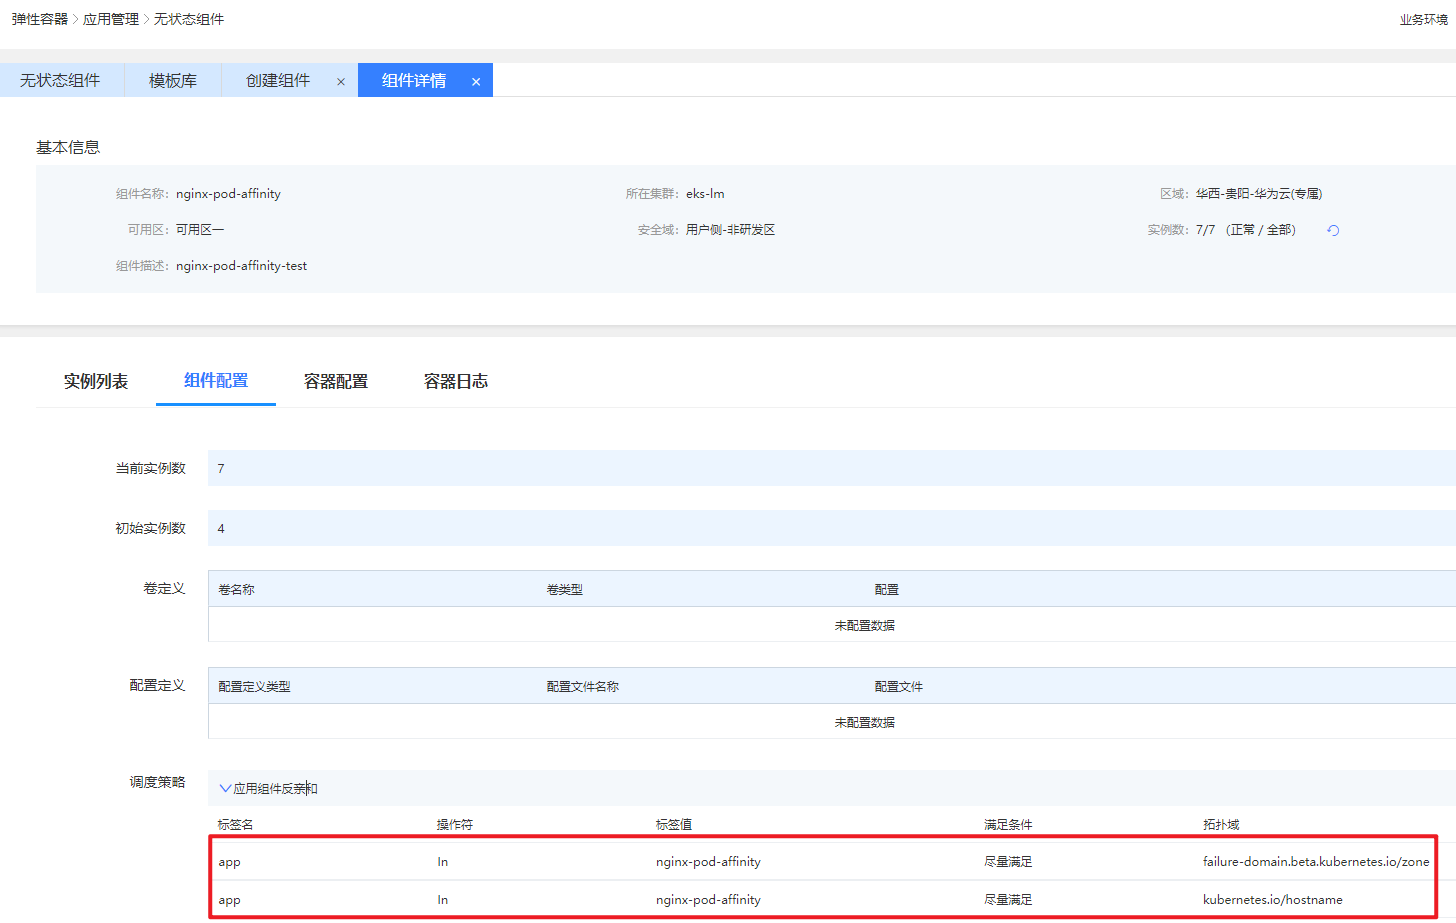 弹性容器 > 应用管理 > 无状态组件 业务环境
无状态组件 模板库 创建组件 × 组件详情 ×
基本信息
组件名称: nginx-pod-affinity 所在集群: eks-lm 区域: 华西-贵阳-华为云(专属)
可用区: 可用区一 安全域: 用户侧-非研发区 实例数: 7/7 (正常 / 全部)
组件描述: nginx-pod-affinity-test
实例列表 组件配置 容器配置 容器日志
当前实例数 7
初始实例数 4
卷定义 卷名称 卷类型 配置
未配置数据
配置定义 配置定义类型 配置文件名称 配置文件
未配置数据
调度策略 应用组件反亲和
标签名 操作符 标签值 满足条件 拓扑域
app In nginx-pod-affinity 尽量满足 failure-domain.beta.kubernetes.io/zone
app In nginx-pod-affinity 尽量满足 kubernetes.io/hostname